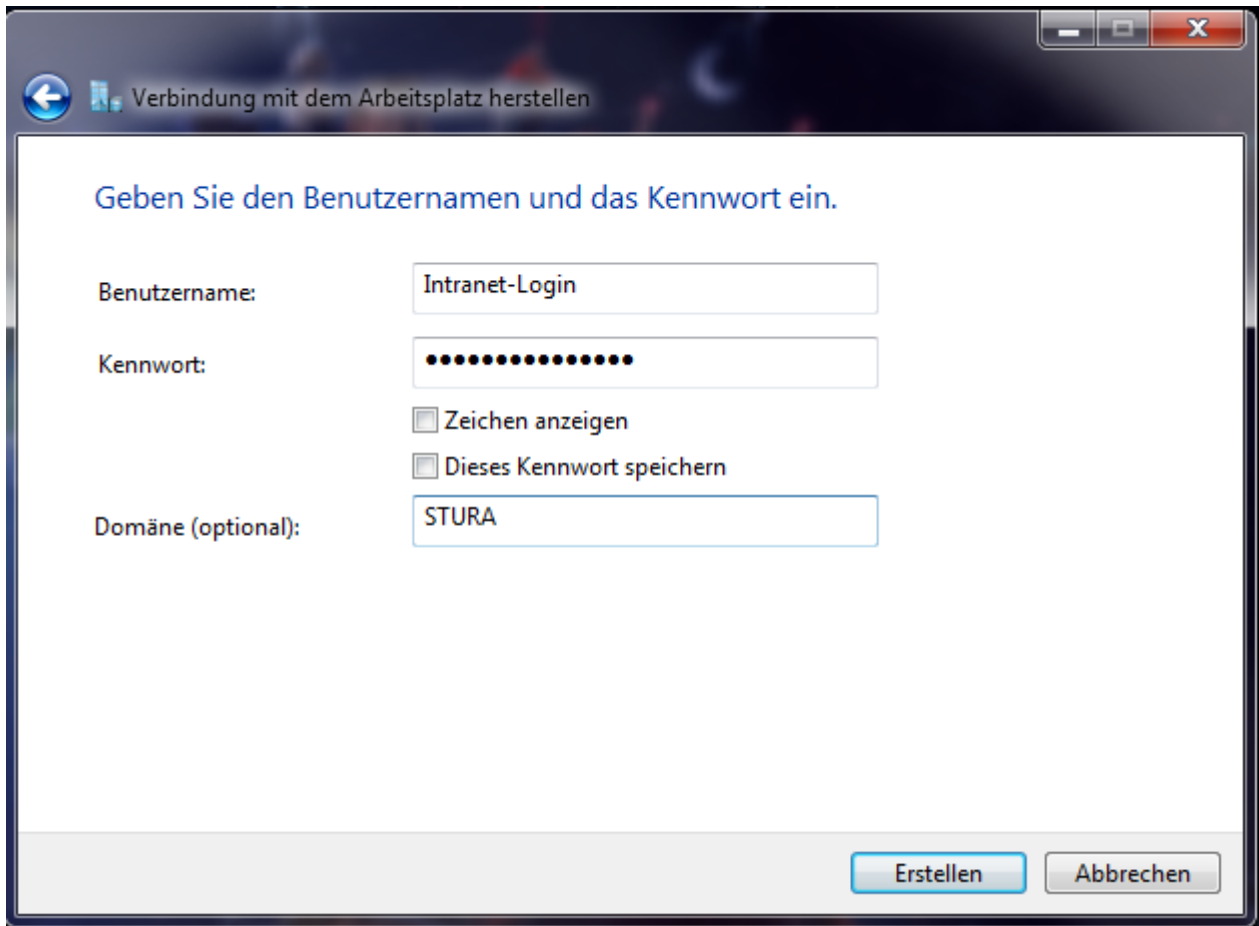 Verbindung mit dem Arbeitsplatz herstellen
Geben Sie den Benutzernamen und das Kennwort ein.
Benutzername: Intranet-Login
Kennwort: ●●●●●●●●●●●●●●●
Zeichen anzeigen
Dieses Kennwort speichern
Domäne (optional): STURA
Erstellen Abbrechen